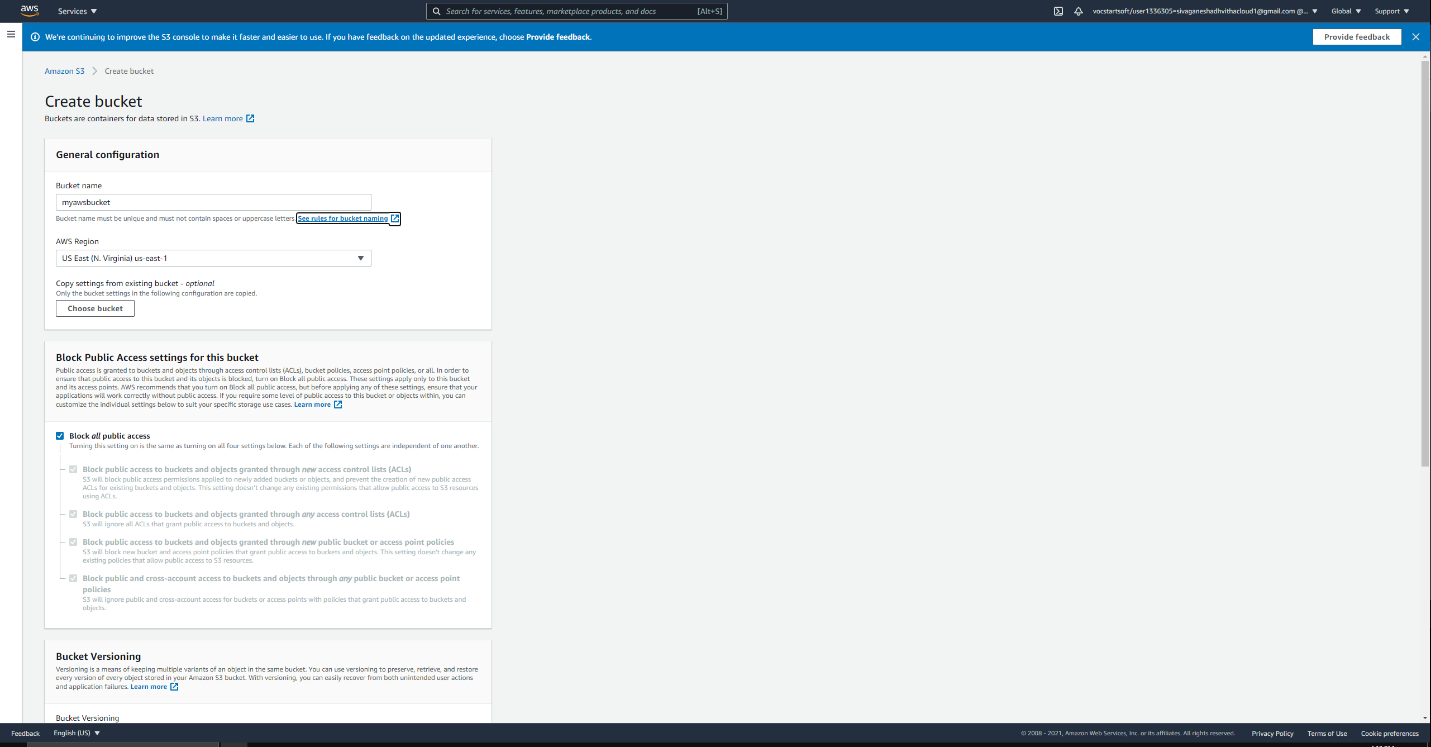 aws
Services
Search for services, features, marketplace products, and docs
[Alt+S]
vocstartsoft/user1336305=sivaganeshadhvithacloud1@gmail.com @...
Global
Support
We're continuing to improve the S3 console to make it faster and easier to use. If you have feedback on the updated experience, choose Provide feedback.
Provide feedback
Amazon S3
Create bucket
Create bucket
Buckets are containers for data stored in S3. Learn more
General configuration
Bucket name
myawsbucket
Bucket name must be unique and must not contain spaces or uppercase letters. See rules for bucket naming
AWS Region
US East (N. Virginia) us-east-1
Copy settings from existing bucket - optional
Only the bucket settings in the following configuration are copied.
Choose bucket
Block Public Access settings for this bucket
Public access is granted to buckets and objects through access control lists (ACLs), bucket policies, access point policies, or all. In order to
ensure that public access to this bucket and its objects is blocked, turn on Block all public access. These settings apply only to this bucket
and its access points. AWS recommends that you turn on Block all public access, but before applying any of these settings, ensure that your
applications will work correctly without public access. If you require some level of public access to this bucket or objects within, you can
customize the individual settings below to suit your specific storage use cases. Learn more
Block all public access
Turning this setting on is the same as turning on all four settings below. Each of the following settings are independent of one another.
Block public access to buckets and objects granted through new access control lists (ACLs)
S3 will block public access permissions applied to newly added buckets or objects, and prevent the creation of new public access
ACLs for existing buckets and objects. This setting doesn't change any existing permissions that allow public access to S3 resources
using ACLs.
Block public access to buckets and objects granted through any access control lists (ACLs)
S3 will ignore all ACLs that grant public access to buckets and objects.
Block public access to buckets and objects granted through new public bucket or access point policies
S3 will block new bucket and access point policies that grant public access to buckets and objects. This setting doesn't change any
existing policies that allow public access to S3 resources.
Block public and cross-account access to buckets and objects through any public bucket or access point
policies
S3 will ignore public and cross-account access for buckets or access points with policies that grant public access to buckets and
objects.
Bucket Versioning
Versioning is a means of keeping multiple variants of an object in the same bucket. You can use versioning to preserve, retrieve, and restore
every version of every object stored in your Amazon S3 bucket. With versioning, you can easily recover from both unintended user actions
and application failures. Learn more
Bucket Versioning
Feedback
English (US)
© 2008 - 2021, Amazon Web Services, Inc. or its affiliates. All rights reserved.
Privacy Policy
Terms of Use
Cookie preferences